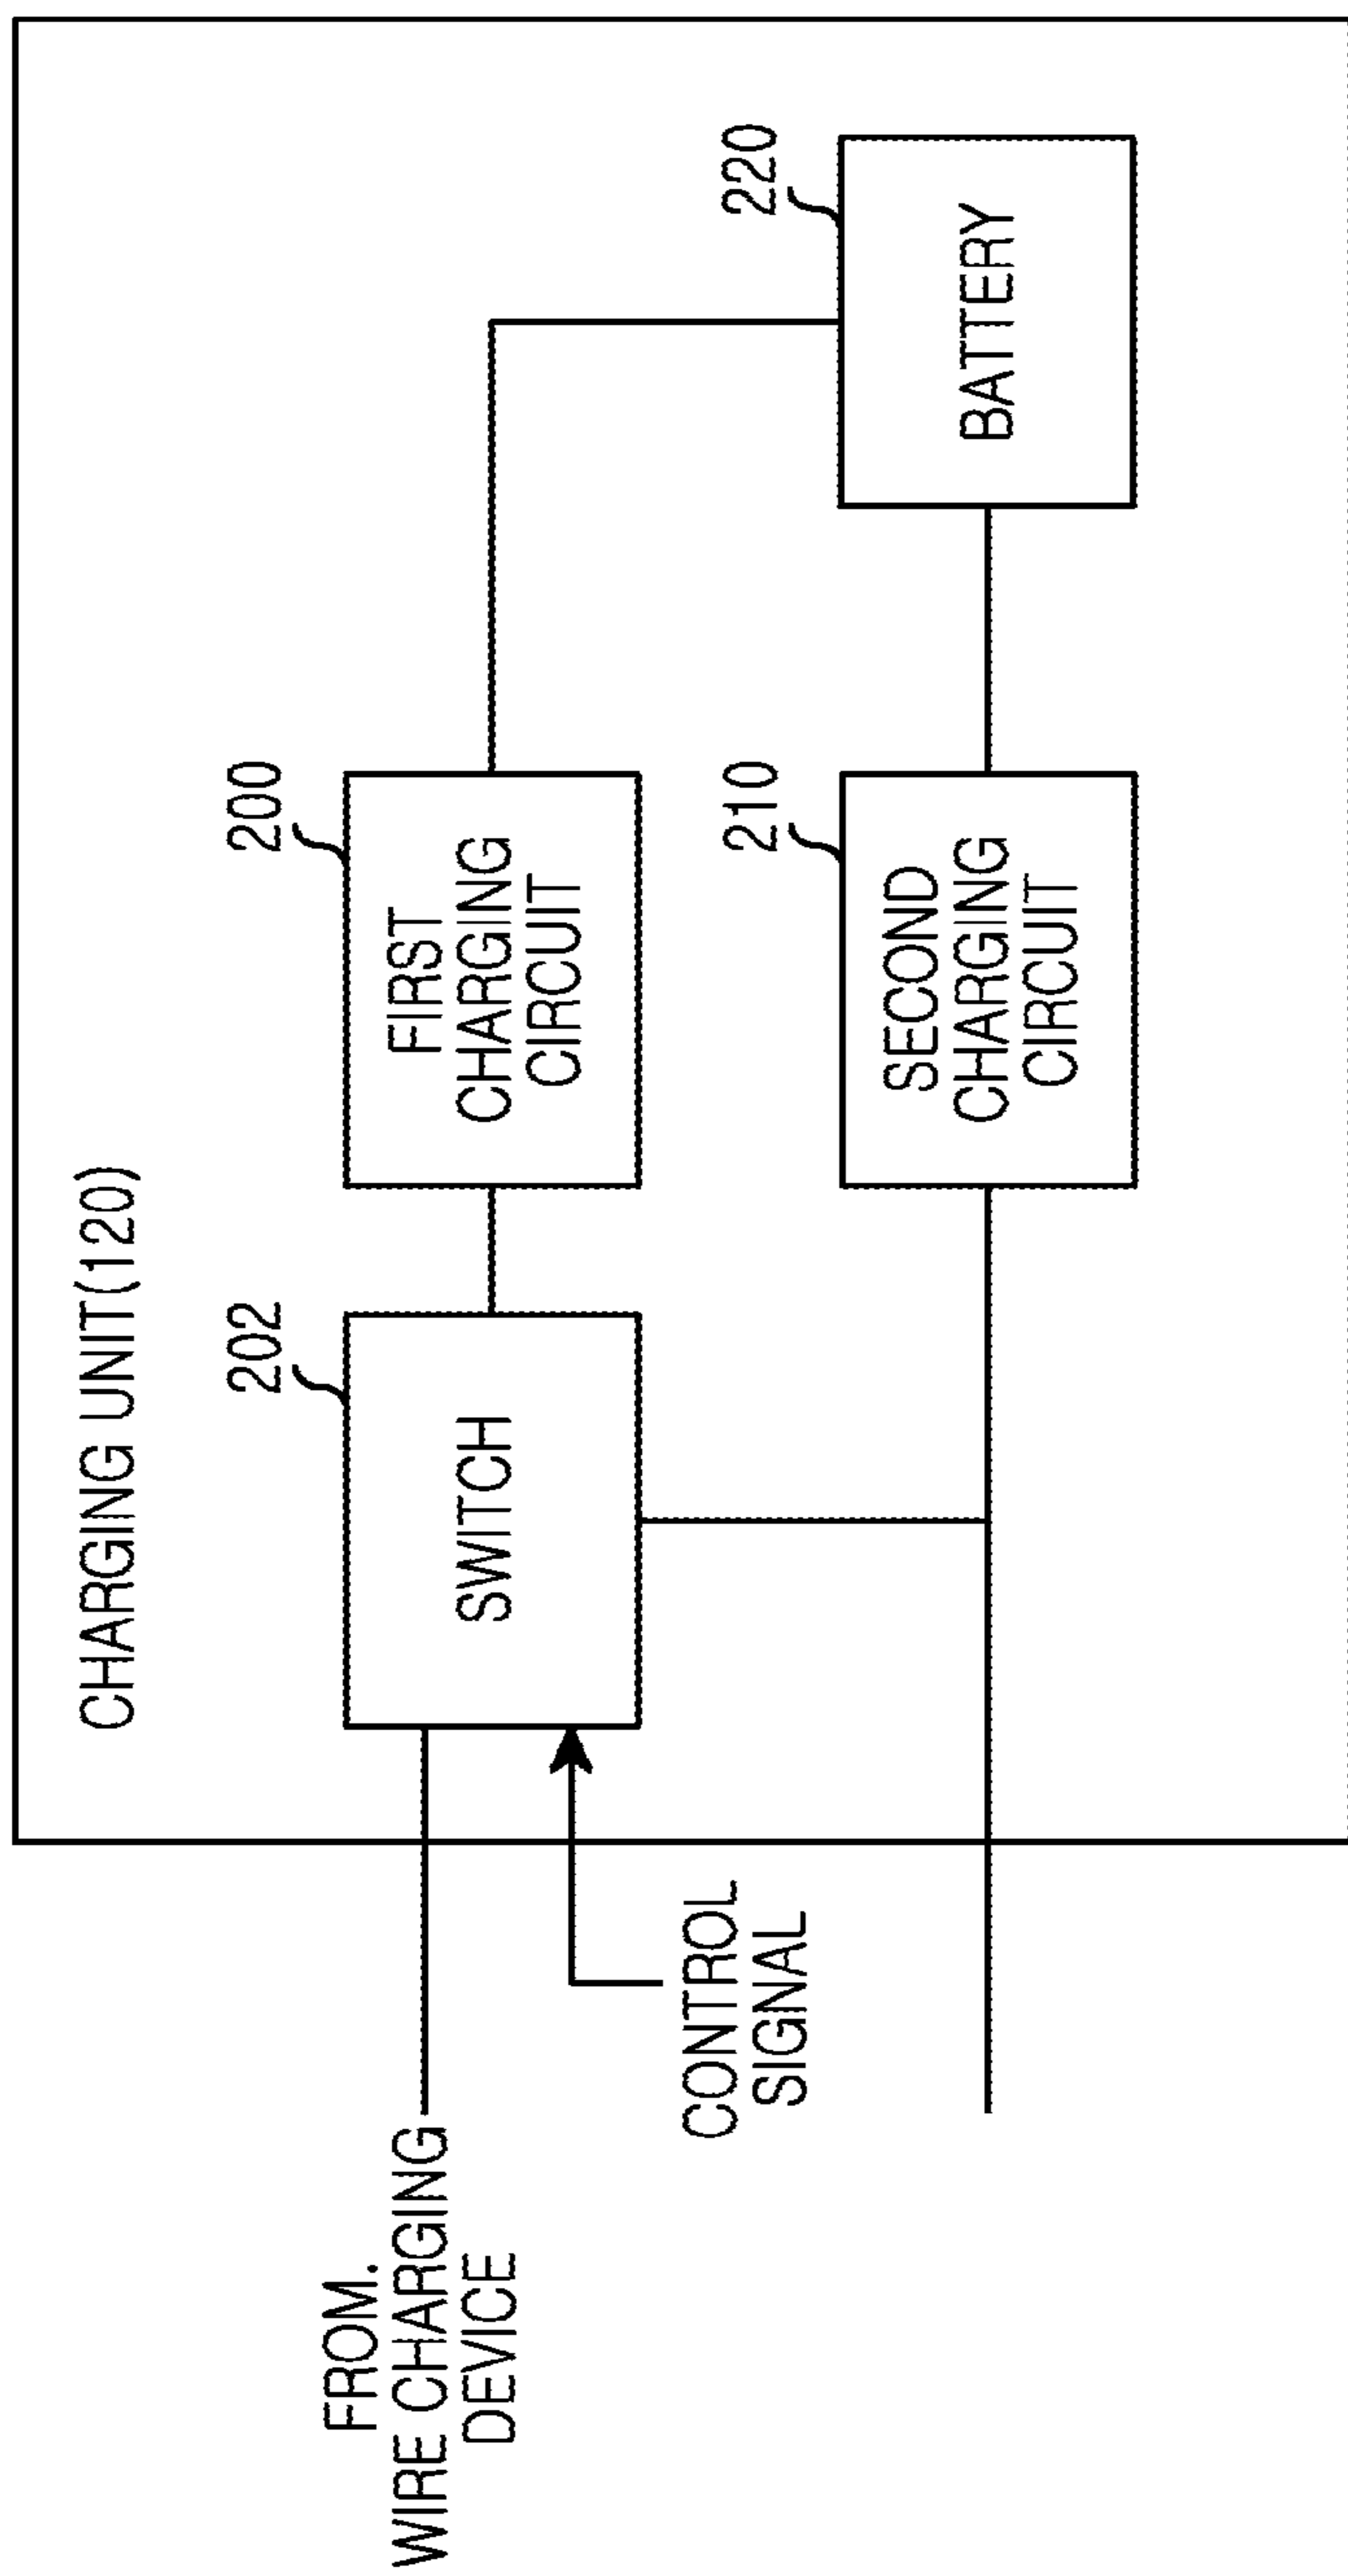 CHARGING UNIT(120)
202
200
SWITCH
FIRST
CHARGING
CIRCUIT
FROM.
WIRE CHARGING
DEVICE
CONTROL
SIGNAL
210
220
SECOND
CHARGING
CIRCUIT
BATTERY